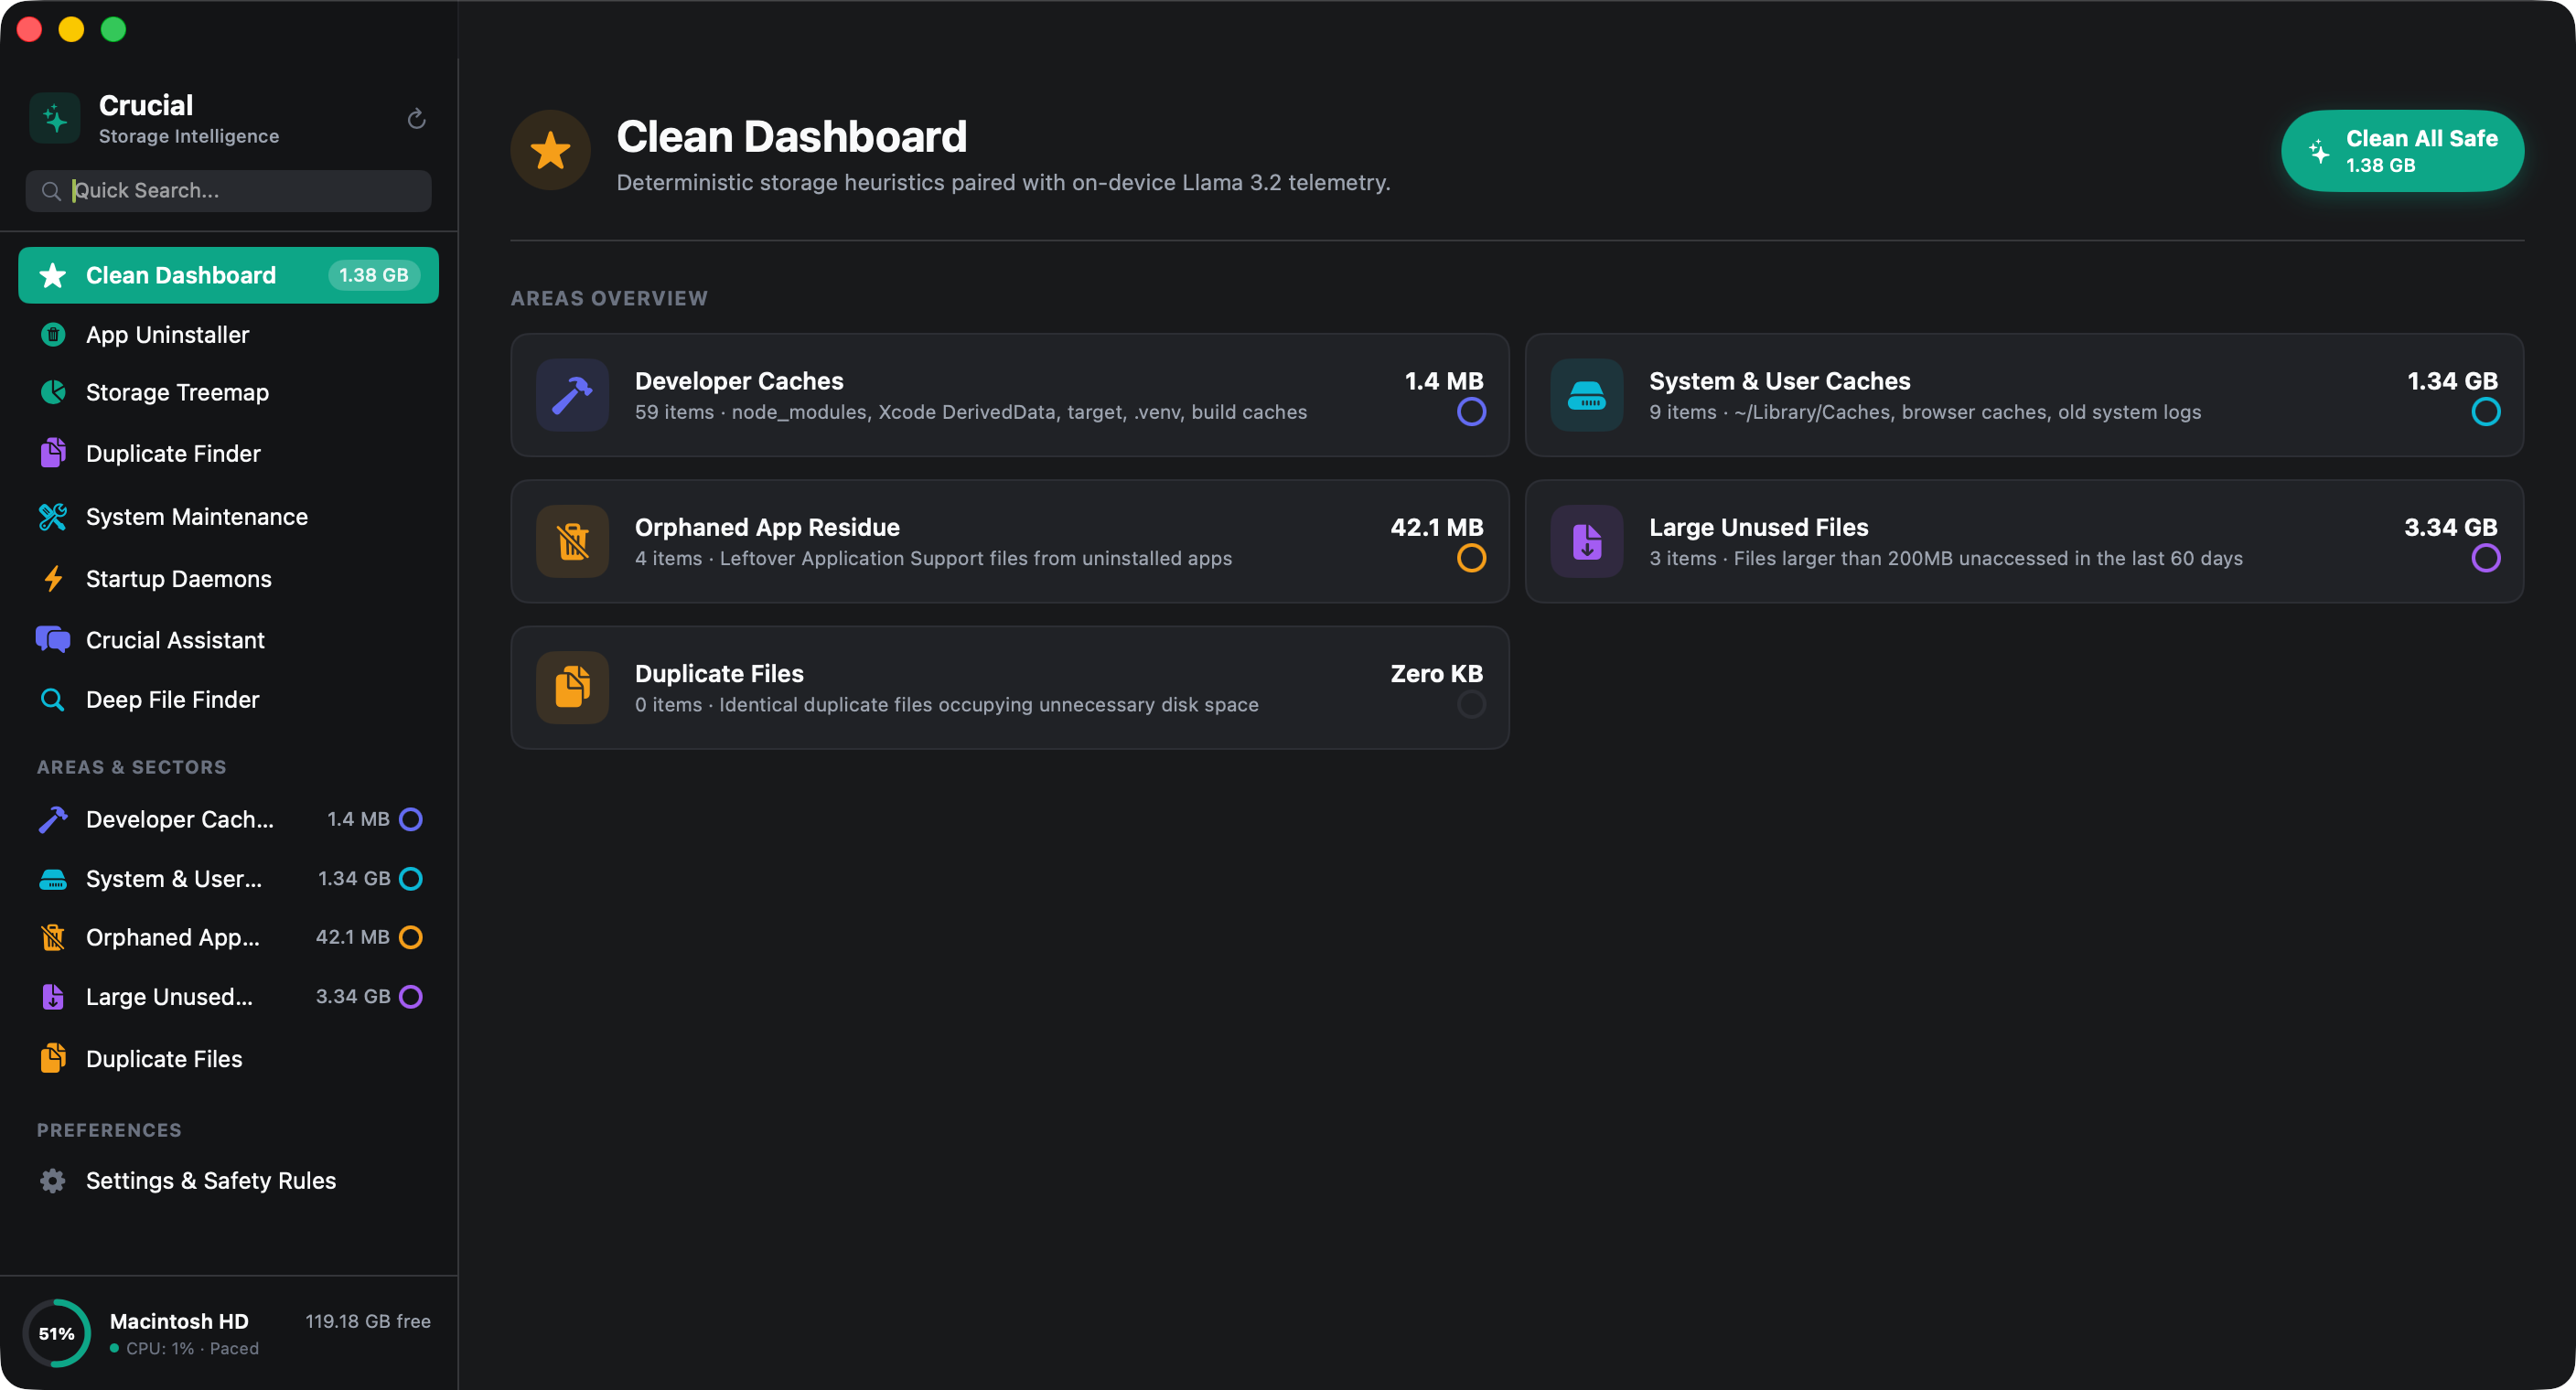 Crucial
Storage Intelligence
Quick Search...
Clean Dashboard 1.38 GB
App Uninstaller
Storage Treemap
Duplicate Finder
System Maintenance
Startup Daemons
Crucial Assistant
Deep File Finder
AREAS & SECTORS
Developer Cach... 1.4 MB
System & User... 1.34 GB
Orphaned App... 42.1 MB
Large Unused... 3.34 GB
Duplicate Files
PREFERENCES
Settings & Safety Rules
51%
Macintosh HD 119.18 GB free
CPU: 1% · Paced
Clean Dashboard
Deterministic storage heuristics paired with on-device Llama 3.2 telemetry.
Clean All Safe
1.38 GB
AREAS OVERVIEW
Developer Caches 1.4 MB
59 items · node_modules, Xcode DerivedData, target, .venv, build caches
System & User Caches 1.34 GB
9 items · ~/Library/Caches, browser caches, old system logs
Orphaned App Residue 42.1 MB
4 items · Leftover Application Support files from uninstalled apps
Large Unused Files 3.34 GB
3 items · Files larger than 200MB unaccessed in the last 60 days
Duplicate Files Zero KB
0 items · Identical duplicate files occupying unnecessary disk space